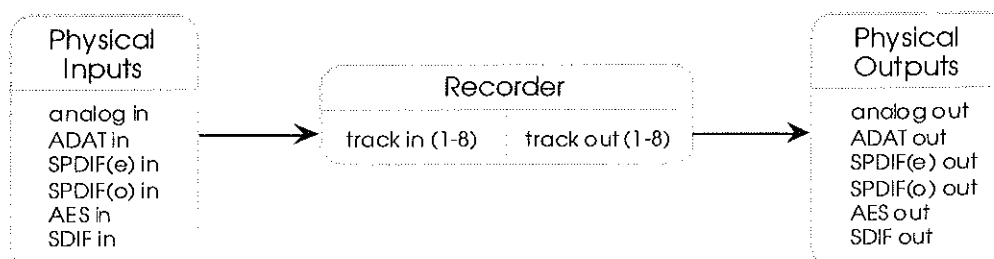 Physical
Inputs
analog in
ADAT in
SPDIF(e) in
SPDIF(o) in
AES in
SDIF in
Recorder
track in (1-8)
track out (1-8)
Physical
Outputs
analog out
ADAT out
SPDIF(e) out
SPDIF(o) out
AES out
SDIF out